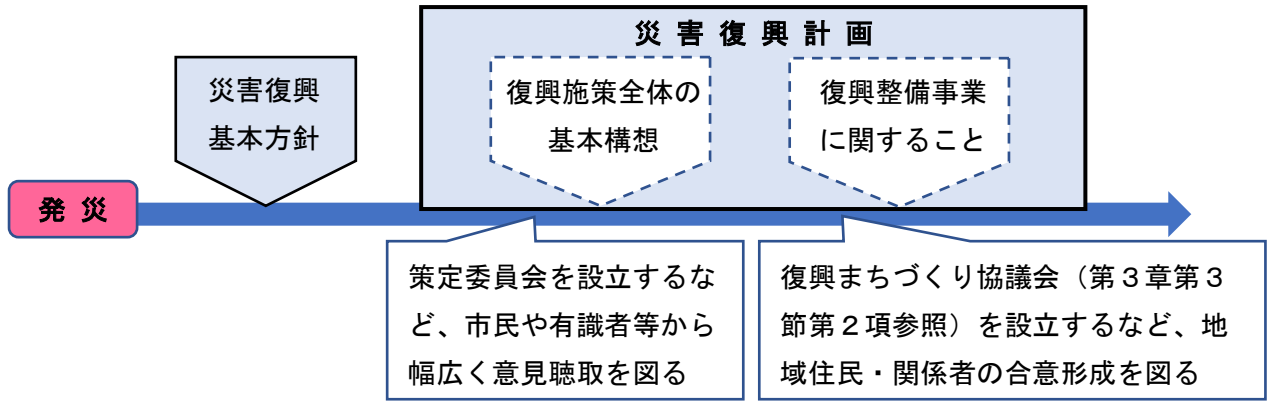 災害復興計画
災害復興
基本方針
復興施策全体の
基本構想
復興整備事業
に関すること
発災
策定委員会を設立するな
ど、市民や有識者等から
幅広く意見聴取を図る
復興まちづくり協議会（第３章第３
節第２項参照）を設立するなど、地
域住民・関係者の合意形成を図る